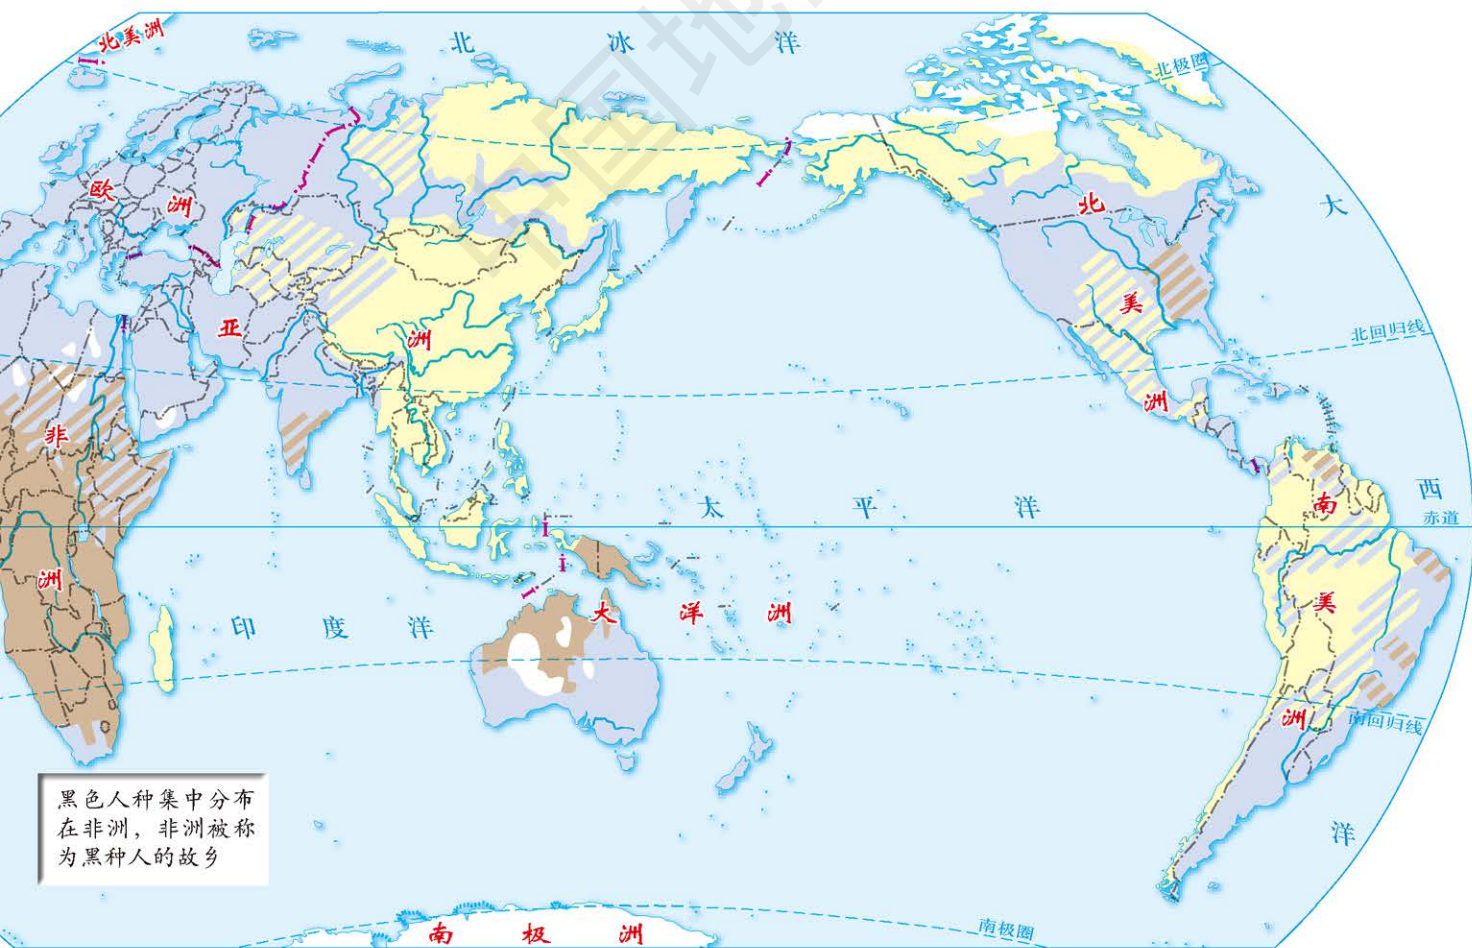 北美洲
北 冰 洋
北极圈
欧 洲
北
大
亚
洲
美
北回归线
洲
非
太 平 洋
南
西
赤道
洲
印 度 洋
大 洋 洲
美
洲
南回归线
洋
黑色人种集中分布
在非洲，非洲被称
为黑种人的故乡
南极圈
南 极 洲
中国地